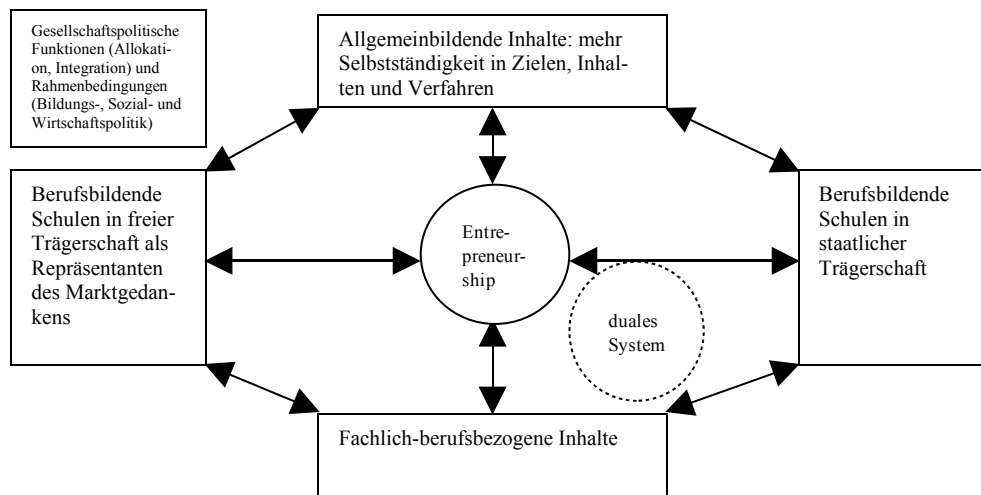 Gesellschaftspolitische
Funktionen (Allokati-
on, Integration) und
Rahmenbedingungen
(Bildungs-, Sozial- und
Wirtschaftspolitik)
Allgemeinbildende Inhalte: mehr
Selbstständigkeit in Zielen, Inhal-
ten und Verfahren
Berufsbildende
Schulen in freier
Trägerschaft als
Repräsentanten
des Marktgedan-
kens
Entre-
preneur-
ship
duales
System
Berufsbildende
Schulen in
staatlicher
Trägerschaft
Fachlich-berufsbezogene Inhalte